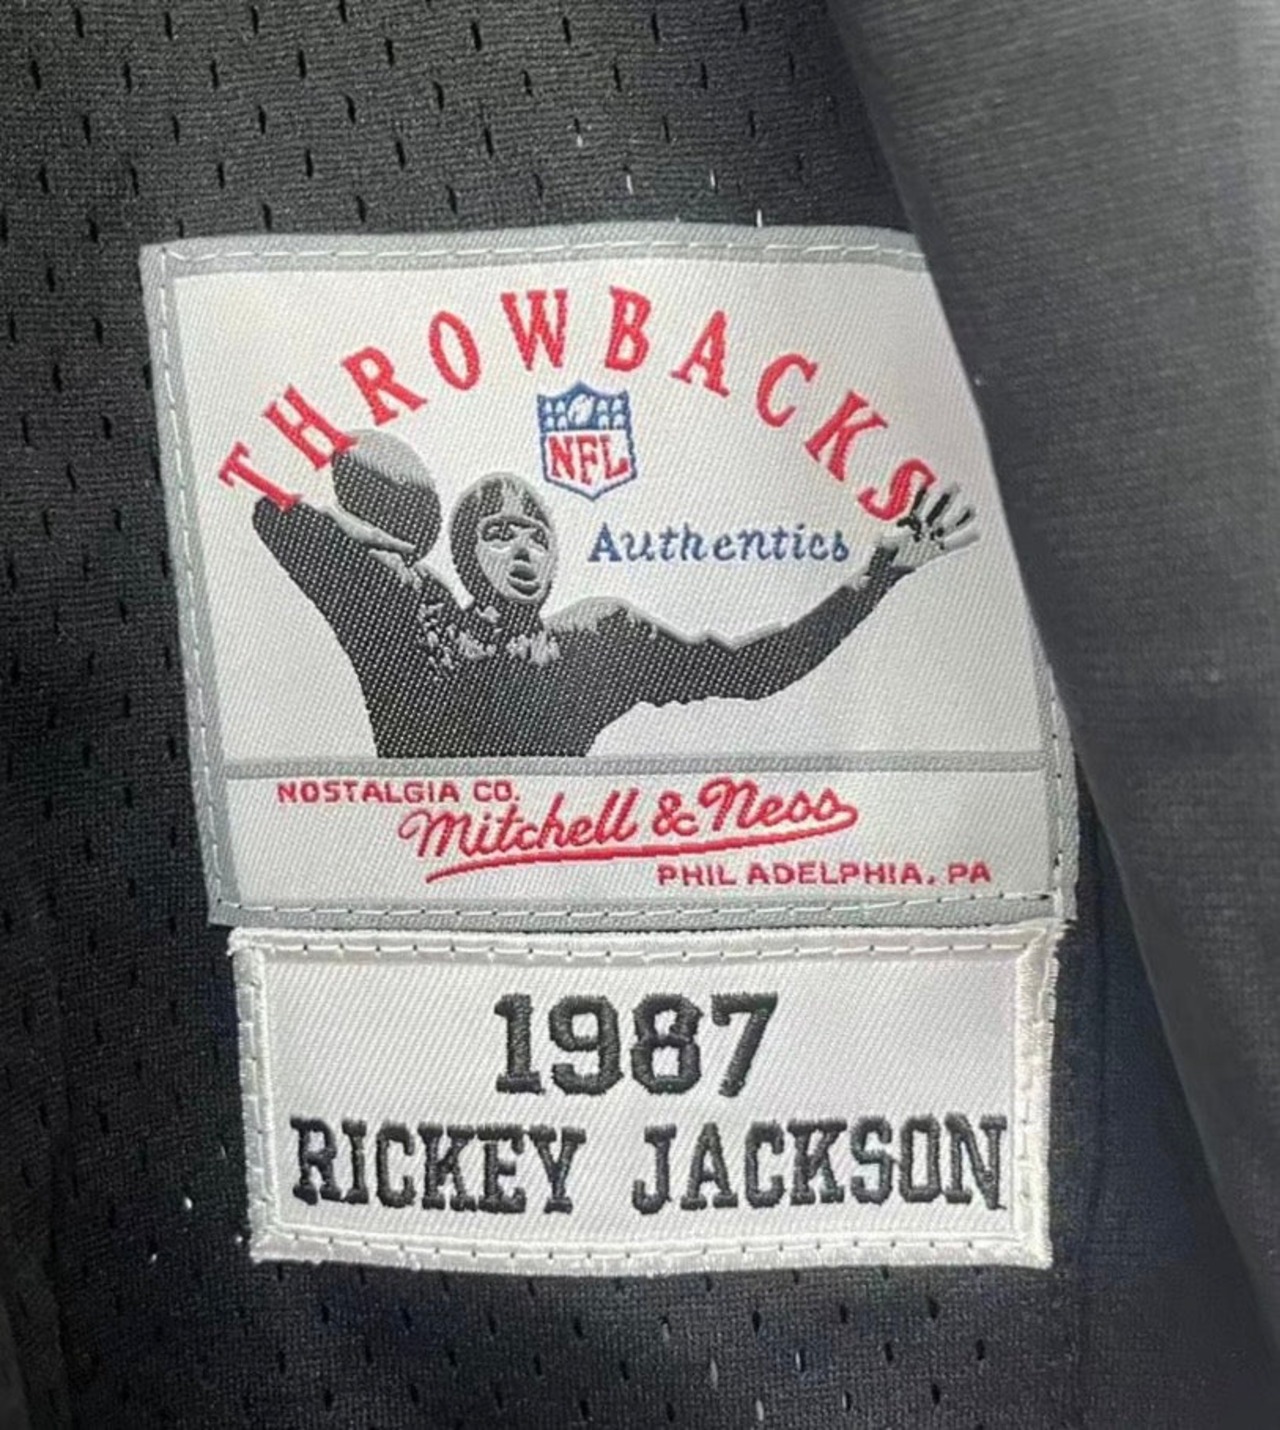 THROWBACKS
NFL
Authentics
NOSTALGIA CO.
Mitchell & Ness
PHILADELPHIA, PA
1987
RICKEY JACKSON